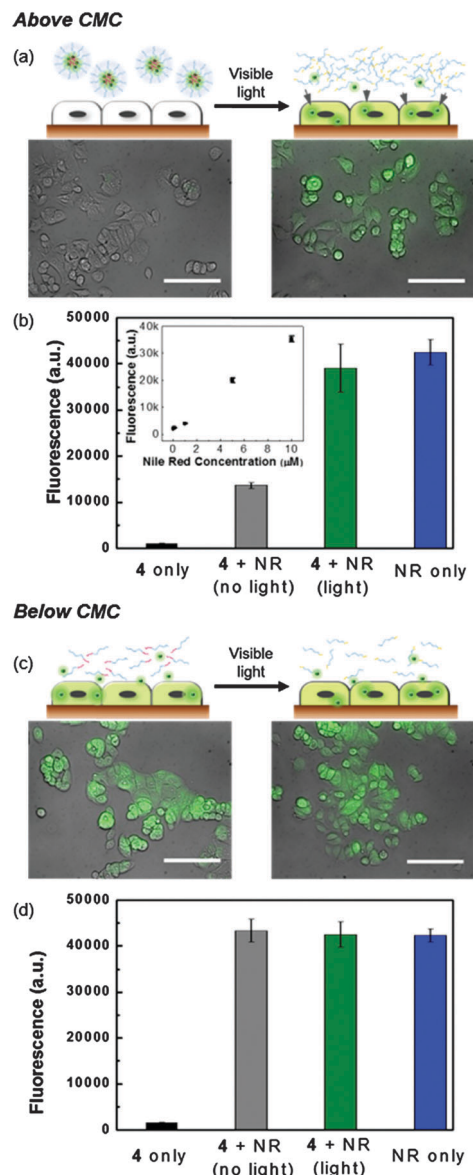 Above CMC
(a)
Visible
light
(b)
50000
40000
30000
20000
10000
0
Fluorescence (a.u.)
40k
30k
20k
10k
0
Fluorescence (a.u.)
0 2 4 6 8 10
Nile Red Concentration (μM)
4 only
4 + NR
(no light)
4 + NR
(light)
NR only
Below CMC
(c)
Visible
light
(d)
50000
40000
30000
20000
10000
0
Fluorescence (a.u.)
4 only
4 + NR
(no light)
4 + NR
(light)
NR only